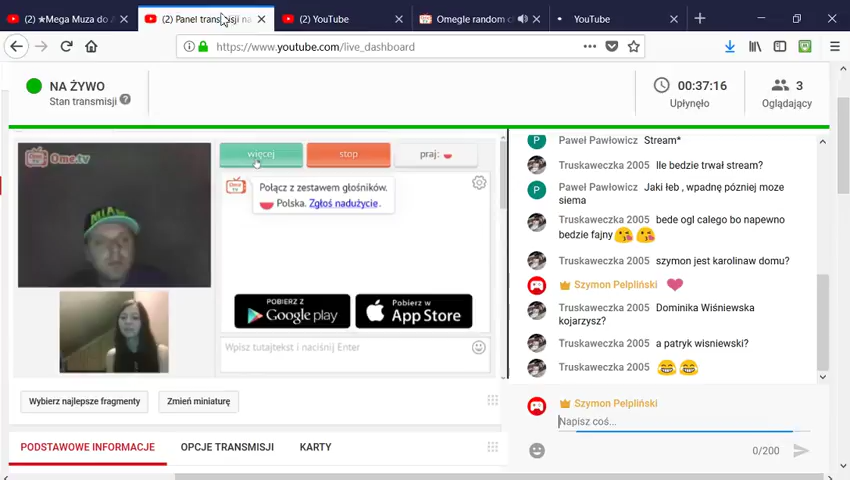 (2) ★Mega Muza do A
(2) Panel transmisji na
(2) YouTube
Omegle random c
YouTube
https://www.youtube.com/live_dashboard
NA ŻYWO
Stan transmisji
00:37:16
Upłynęło
3
Oglądający
Ome.tv
więcej
stop
praj:
Połącz z zestawem głośników.
Polska. Zgłoś nadużycie.
POBIERZ Z
Google play
Pobierz w
App Store
Wpisz tutajtekst i naciśnij Enter
Wybierz najlepsze fragmenty
Zmień miniaturę
PODSTAWOWE INFORMACJE
OPCJE TRANSMISJI
KARTY
P Paweł Pawłowicz Stream*
Truskaweczka 2005 Ile bedzie trwał stream?
P Paweł Pawłowicz Jaki łeb , wpadnę pózniej moze
siema
Truskaweczka 2005 bede ogl calego bo napewno
bedzie fajny
Truskaweczka 2005 szymon jest karolinaw domu?
Szymon Pelpliński
Truskaweczka 2005 Dominika Wiśniewska
kojarzysz?
Truskaweczka 2005 a patryk wisniewski?
Truskaweczka 2005
Szymon Pelpliński
Napisz coś...
0/200